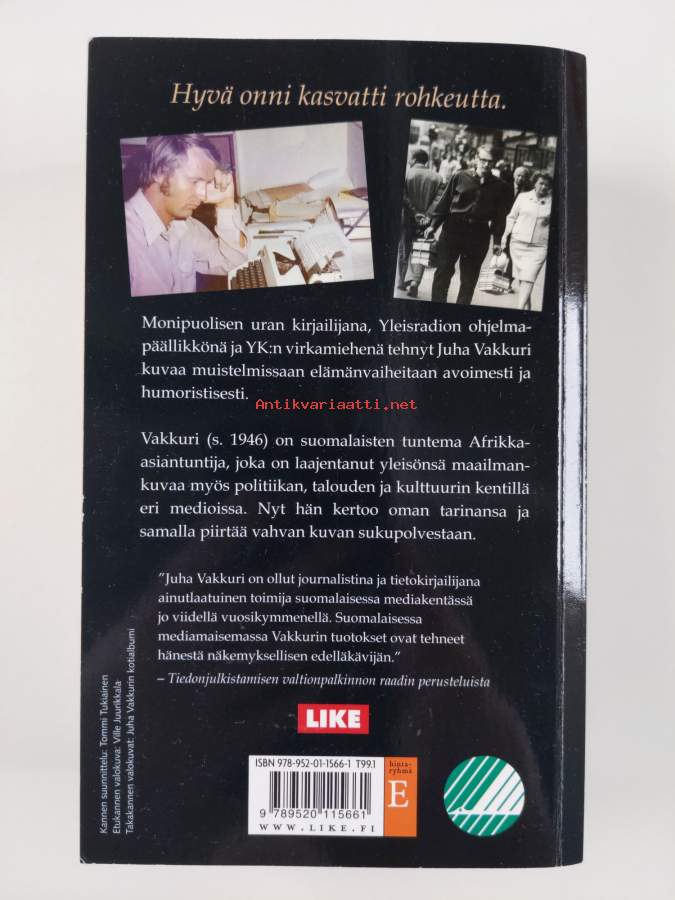 Hyvä onni kasvatti rohkeutta.
Monipuolisen uran kirjailijana, Yleisradion ohjelma-
päällikkönä ja YK:n virkamiehenä tehnyt Juha Vakkuri
kuvaa muistelmissaan elämänvaiheitaan avoimesti ja
humoristisesti.
Antikvariaatti.net
Vakkuri (s. 1946) on suomalaisten tuntema Afrikka-
asiantuntija, joka on laajentanut yleisönsä maailman-
kuvaa myös politiikan, talouden ja kulttuurin kentillä
eri medioissa. Nyt hän kertoo oman tarinansa ja
samalla piirtää vahvan kuvan sukupolvestaan.
”Juha Vakkuri on ollut journalistina ja tietokirjailijana
ainutlaatuinen toimija suomalaisessa mediakentässä
jo viidellä vuosikymmenellä. Suomalaisessa
mediamaisemassa Vakkurin tuotokset ovat tehneet
hänestä näkemyksellisen edelläkävijän.”
– Tiedonjulkistamisen valtionpalkinnon raadin perusteluista
Kannen suunnittelu: Tommi Tukiainen
Etukannen valokuva: Ville Juurikkala
Takakannen valokuvat: Juha Vakkurin kotialbumi
LIKE
ISBN 978-952-01-1566-1 T99.1
9 789520 115661
WWW.LIKE.FI
hinta-
ryhmä
E